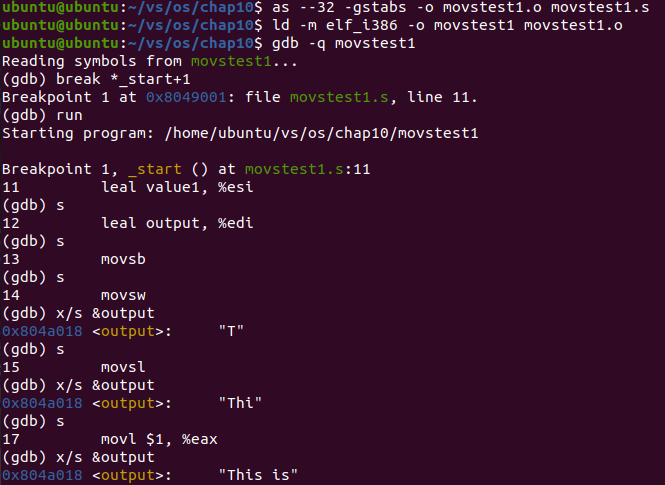 ubuntu@ubuntu:~/vs/os/chap10$ as --32 -gstabs -o movstest1.o movstest1.s
ubuntu@ubuntu:~/vs/os/chap10$ ld -m elf_i386 -o movstest1 movstest1.o
ubuntu@ubuntu:~/vs/os/chap10$ gdb -q movstest1
Reading symbols from movstest1...
(gdb) break *_start+1
Breakpoint 1 at 0x8049001: file movstest1.s, line 11.
(gdb) run
Starting program: /home/ubuntu/vs/os/chap10/movstest1
Breakpoint 1, _start () at movstest1.s:11
11 leal value1, %esi
(gdb) s
12 leal output, %edi
(gdb) s
13 movsb
(gdb) s
14 movsw
(gdb) x/s &output
0x804a018 <output>: "T"
(gdb) s
15 movsl
(gdb) x/s &output
0x804a018 <output>: "Thi"
(gdb) s
17 movl $1, %eax
(gdb) x/s &output
0x804a018 <output>: "This is"